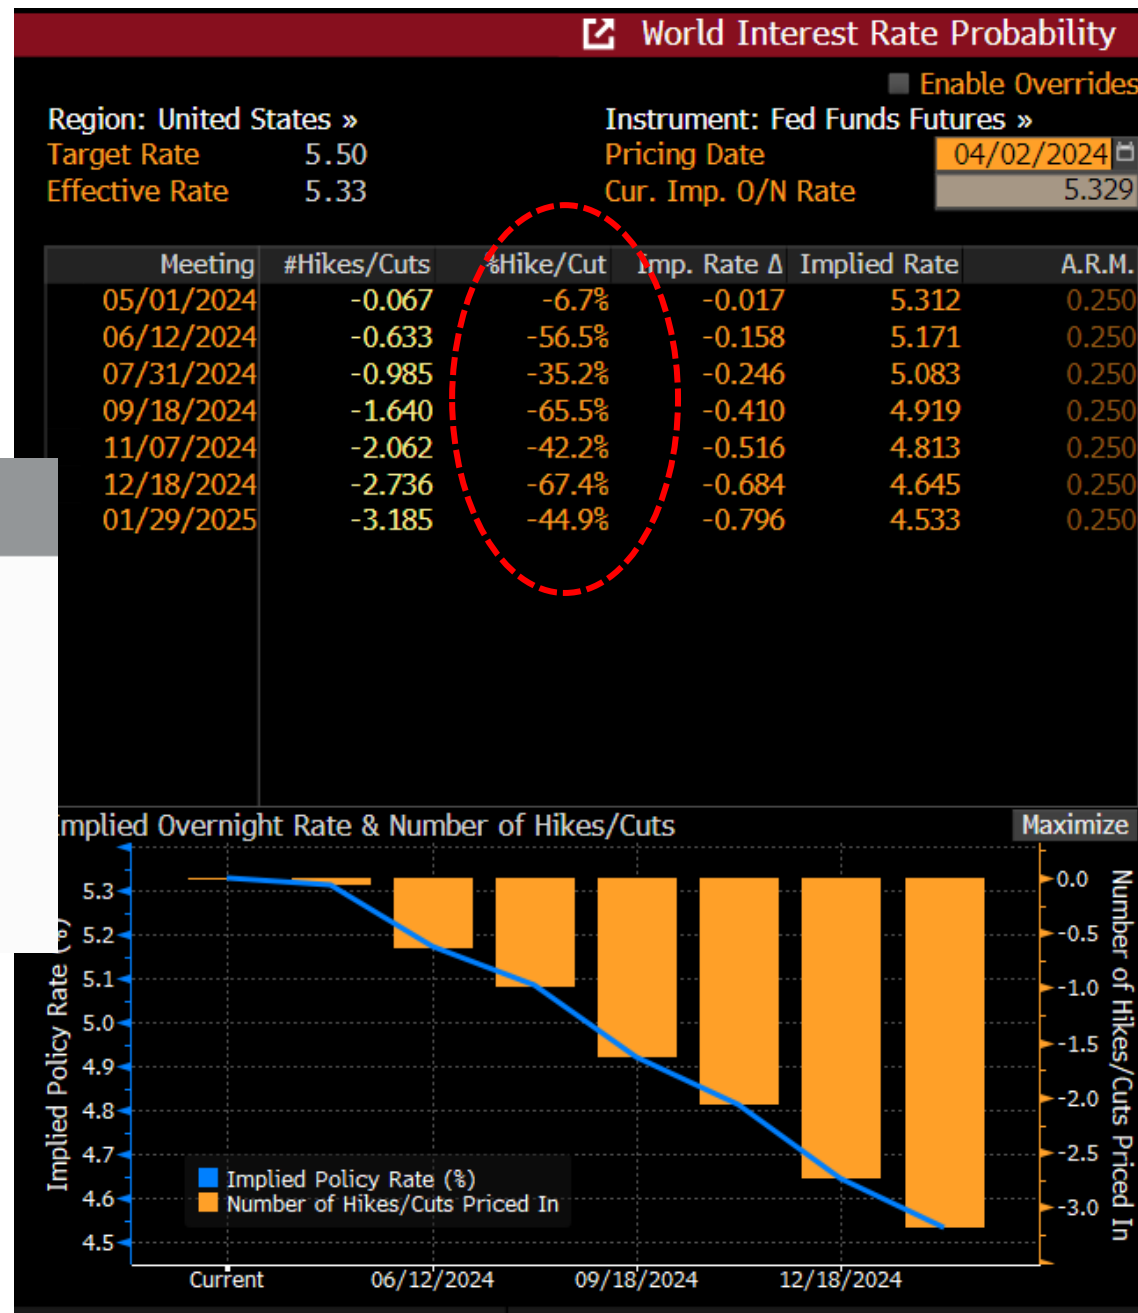 World Interest Rate Probability
Enable Overrides
Region: United States » Instrument: Fed Funds Futures »
Target Rate 5.50 Pricing Date 04/02/2024
Effective Rate 5.33 Cur. Imp. O/N Rate 5.329
Meeting #Hikes/Cuts %Hike/Cut Imp. Rate Δ Implied Rate A.R.M.
05/01/2024 -0.067 -6.7% -0.017 5.312 0.250
06/12/2024 -0.633 -56.5% -0.158 5.171 0.250
07/31/2024 -0.985 -35.2% -0.246 5.083 0.250
09/18/2024 -1.640 -65.5% -0.410 4.919 0.250
11/07/2024 -2.062 -42.2% -0.516 4.813 0.250
12/18/2024 -2.736 -67.4% -0.684 4.645 0.250
01/29/2025 -3.185 -44.9% -0.796 4.533 0.250
Implied Overnight Rate & Number of Hikes/Cuts Maximize
Implied Policy Rate (%)
5.3
5.2
5.1
5.0
4.9
4.8
4.7
4.6
4.5
Implied Policy Rate (%)
Number of Hikes/Cuts Priced In
0.0
-0.5
-1.0
-1.5
-2.0
-2.5
-3.0
Number of Hikes/Cuts Priced In
Current 06/12/2024 09/18/2024 12/18/2024